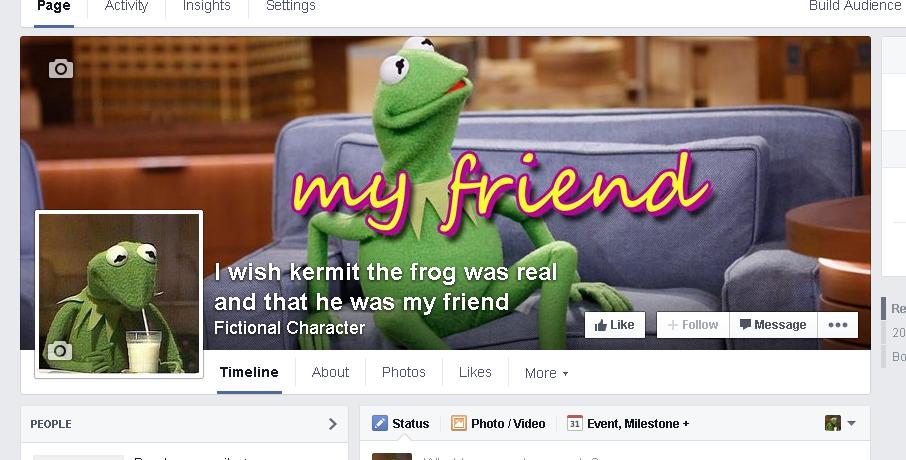 Page Activity Insights Settings Build Audience
my friend
I wish kermit the frog was real
and that he was my friend
Fictional Character
Like Follow Message
Timeline About Photos Likes More
PEOPLE
Status Photo / Video 31 Event, Milestone +
Re
20
Bo